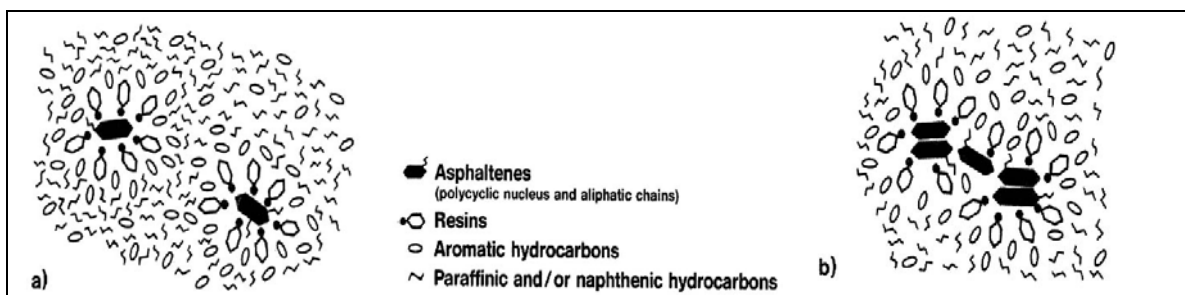 Asphaltenes
(polycyclic nucleus and aliphatic chains)
Resins
Aromatic hydrocarbons
Paraffinic and/or naphthenic hydrocarbons
a)
b)